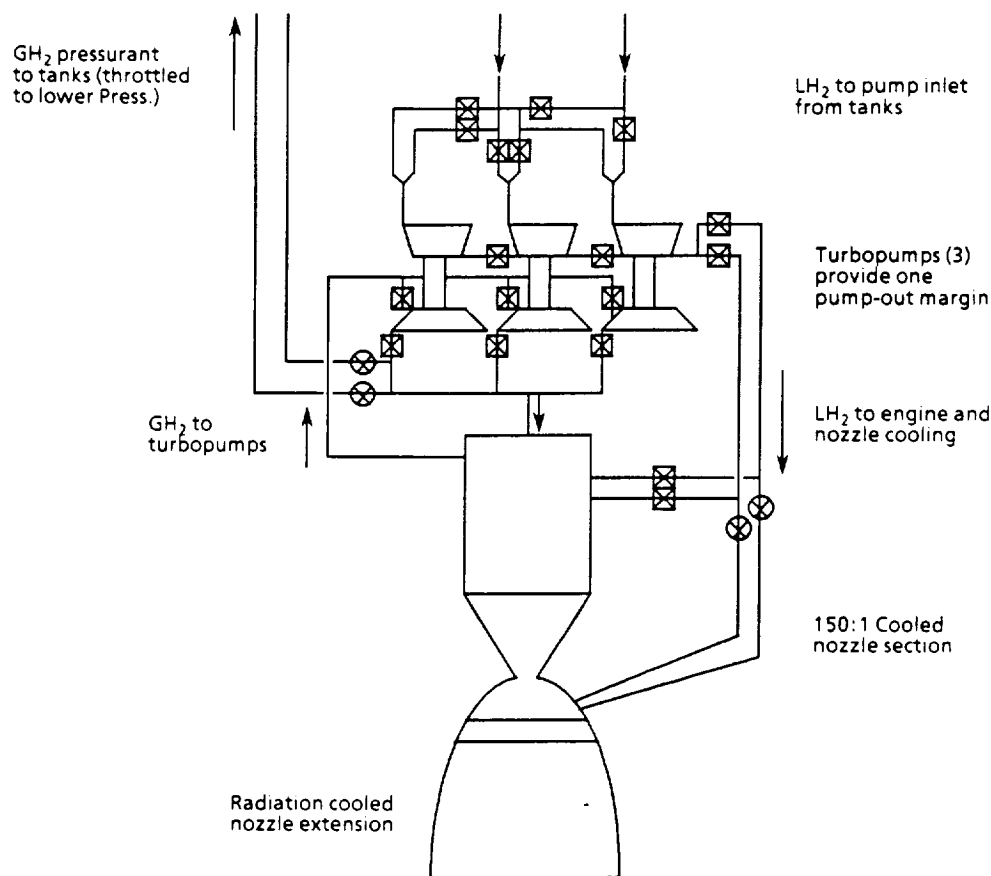 GH₂ pressurant
to tanks (throttled
to lower Press.)
LH₂ to pump inlet
from tanks
Turbopumps (3)
provide one
pump-out margin
GH₂ to
turbopumps
LH₂ to engine and
nozzle cooling
150:1 Cooled
nozzle section
Radiation cooled
nozzle extension